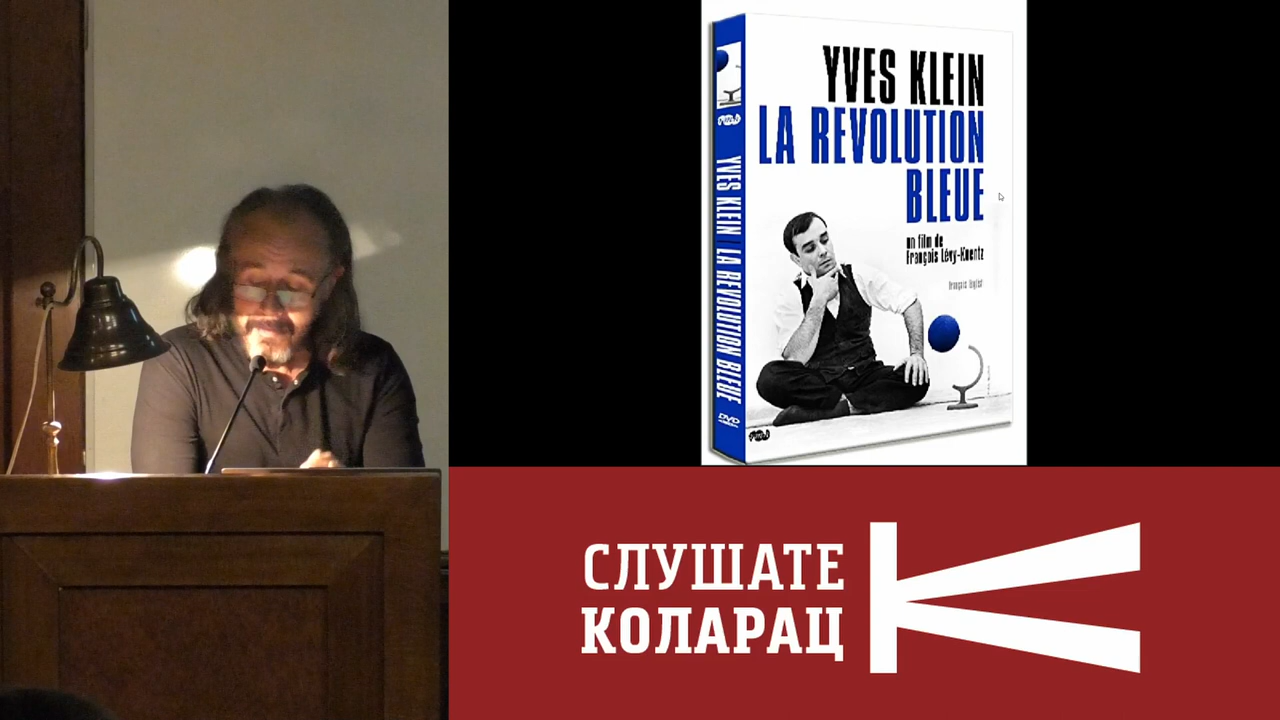 YVES KLEIN
LA REVOLUTION
BLEUE
un film de
François Lévy-Kuentz
YVES KLEIN / LA REVOLUTION BLEUE
DVD
СЛУШАТЕ
КОЛАРАЦ